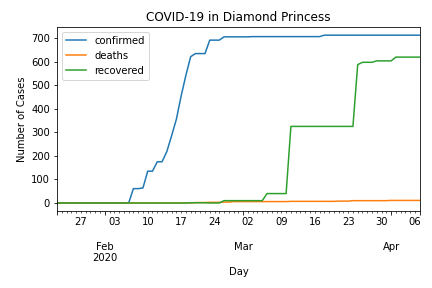 COVID-19 in Diamond Princess
confirmed
deaths
recovered
Number of Cases
700
600
500
400
300
200
100
0
27 03 10 17 24 02 09 16 23 30 06
Feb Mar Apr
2020
Day